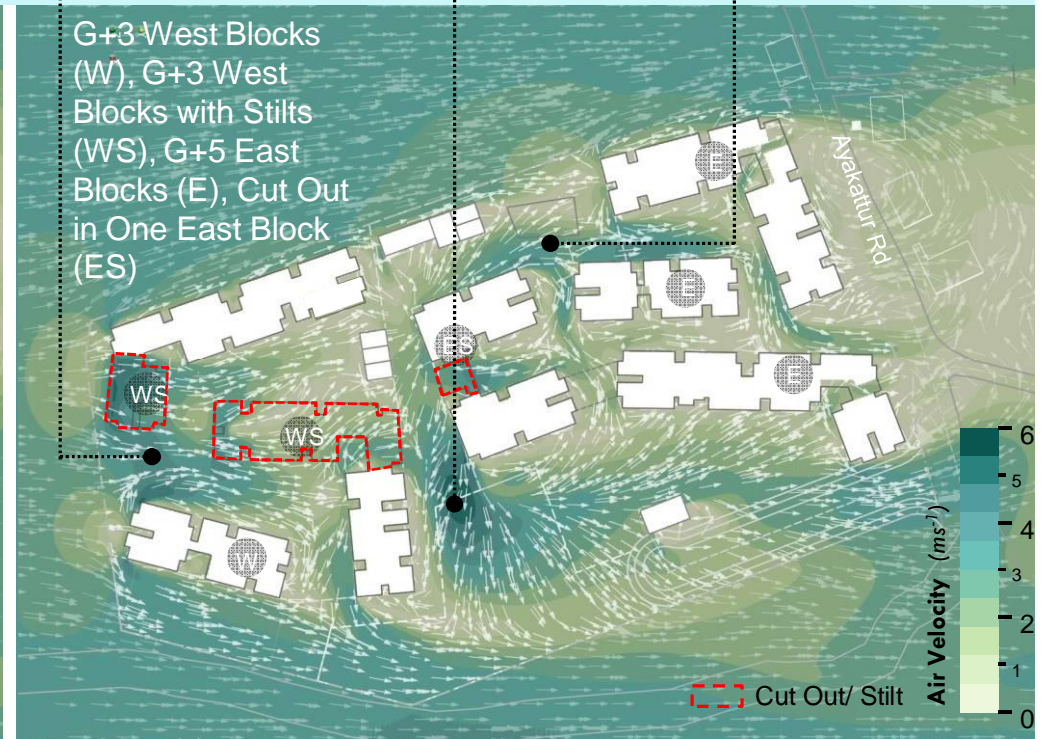 G+3 West Blocks
(W), G+3 West
Blocks with Stilts
(WS), G+5 East
Blocks (E), Cut Out
in One East Block
(ES)
Ayakattur Rd
E
E
ES
E
WS
WS
W
6
5
4
3
2
1
0
Air Velocity (ms⁻¹)
Cut Out/ Stilt